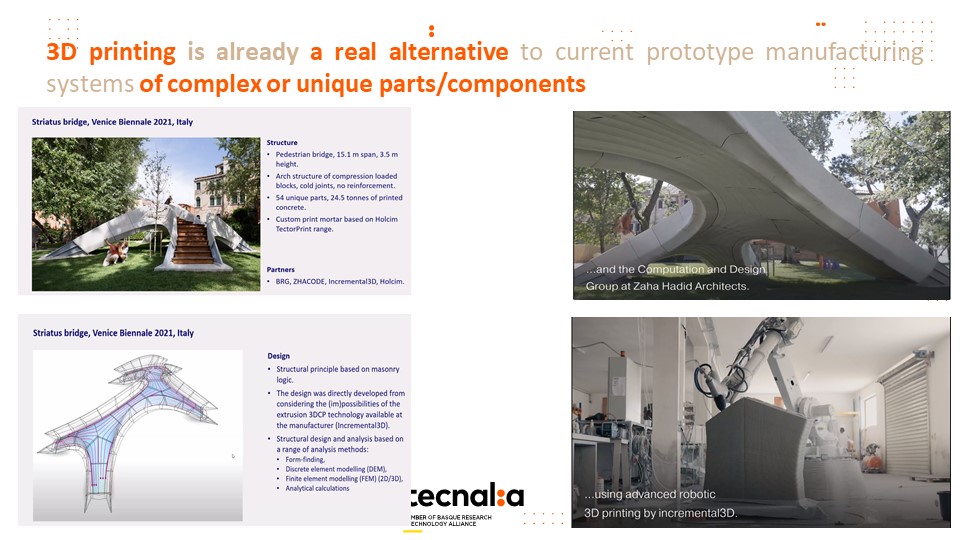 3D printing is already a real alternative to current prototype manufacturing
systems of complex or unique parts/components
Striatus bridge, Venice Biennale 2021, Italy
Structure
• Pedestrian bridge, 15.1 m span, 3.5 m
height.
• Arch structure of compression loaded
blocks, cold joints, no reinforcement.
• 54 unique parts, 24.5 tonnes of printed
concrete.
• Custom print mortar based on Holcim
TectorPrint range.
Partners
• BRG, ZHACODE, Incremental3D, Holcim.
...and the Computation and Design
Group at Zaha Hadid Architects.
Striatus bridge, Venice Biennale 2021, Italy
Design
• Structural principle based on masonry
logic.
• The design was directly developed from
considering the (im)possibilities of the
extrusion 3DCP technology available at
the manufacturer (Incremental3D).
• Structural design and analysis based on
a range of analysis methods:
• Form-finding,
• Discrete element modelling (DEM),
• Finite element modelling (FEM) (2D/3D),
• Analytical calculations
...using advanced robotic
3D printing by incremental3D.
tecnal:a
MBER OF BASQUE RESEARCH
TECHNOLOGY ALLIANCE